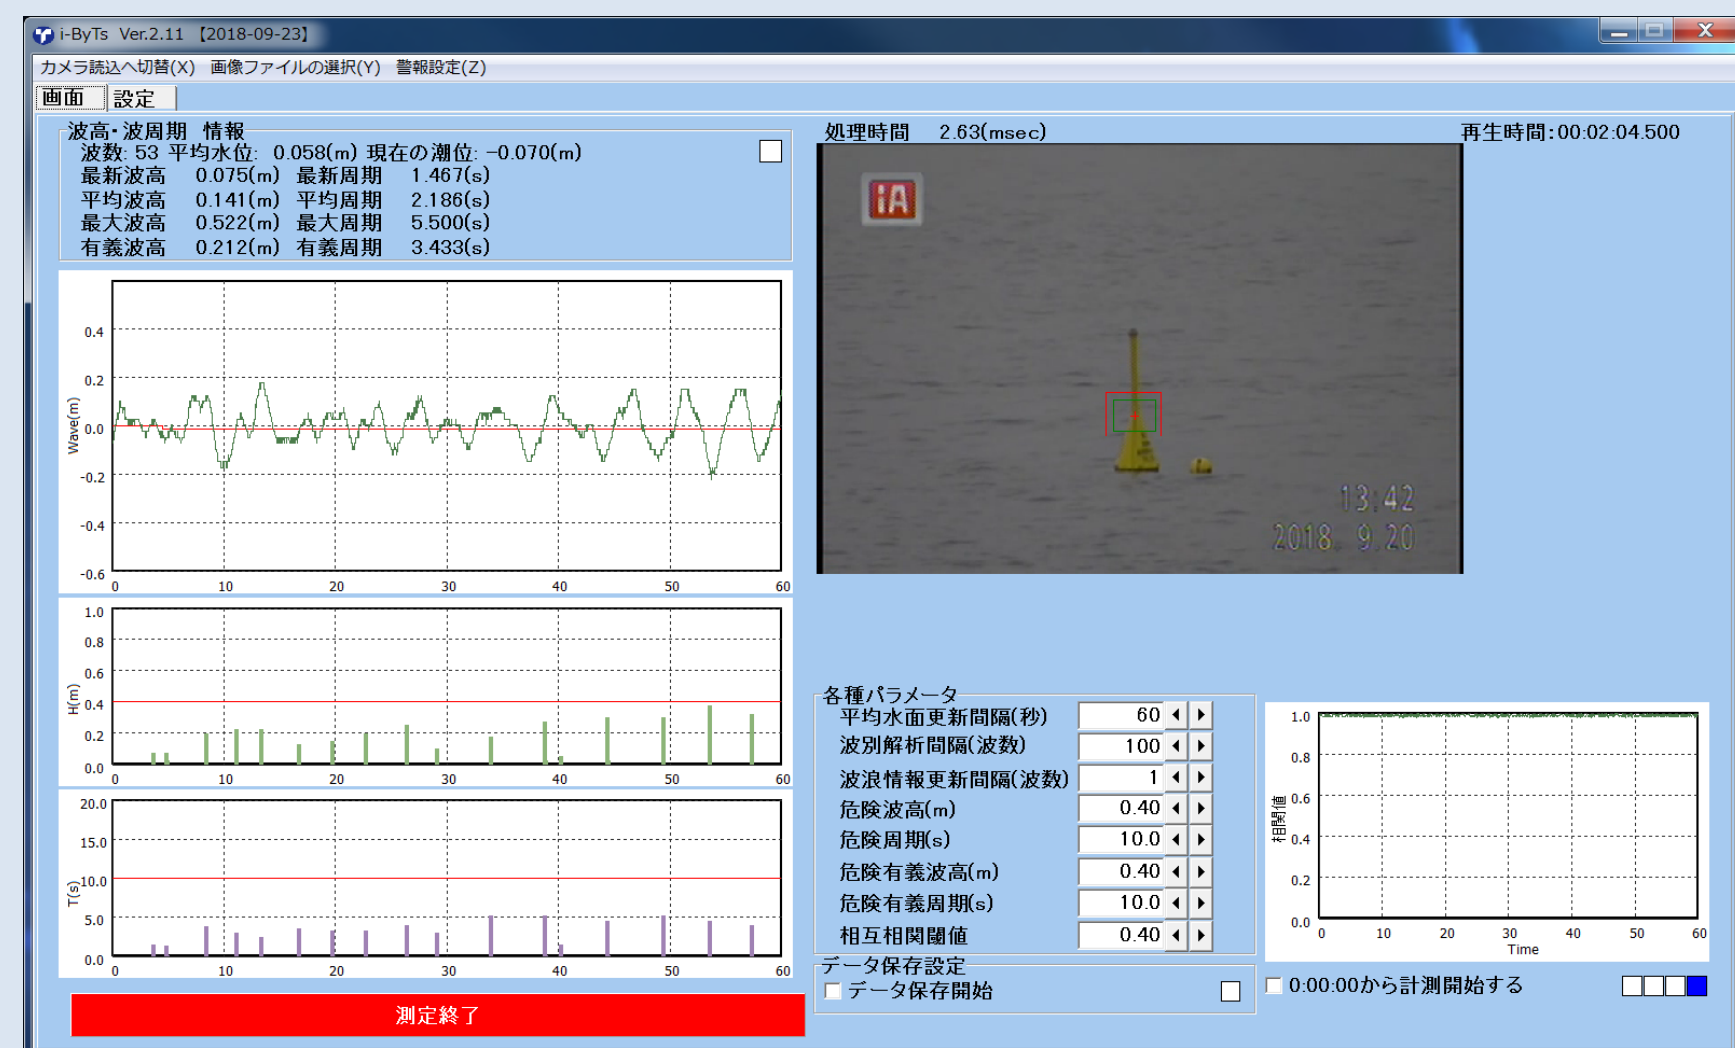 i-ByTs Ver.2.11 【2018-09-23】
カメラ読込へ切替(X) 画像ファイルの選択(Y) 警報設定(Z)
画面 設定
波高・波周期 情報
波数: 53 平均水位: 0.058(m) 現在の潮位: -0.070(m)
最新波高 0.075(m) 最新周期 1.467(s)
平均波高 0.141(m) 平均周期 2.186(s)
最大波高 0.522(m) 最大周期 5.500(s)
有義波高 0.212(m) 有義周期 3.433(s)
Wave(m)
0.4
0.2
0.0
-0.2
-0.4
-0.6
0 10 20 30 40 50 60
H(m)
1.0
0.8
0.6
0.4
0.2
0.0
0 10 20 30 40 50 60
T(s)
20.0
15.0
10.0
5.0
0.0
0 10 20 30 40 50 60
測定終了
処理時間 2.63(msec)
再生時間:00:02:04.500
iA
13:42
2018. 9.20
各種パラメータ
平均水面更新間隔(秒) 60
波別解析間隔(波数) 100
波浪情報更新間隔(波数) 1
危険波高(m) 0.40
危険周期(s) 10.0
危険有義波高(m) 0.40
危険有義周期(s) 10.0
相互相関閾値 0.40
データ保存設定
データ保存開始
相関値
1.0
0.8
0.6
0.4
0.2
0.0
0 10 20 30 40 50 60
Time
0:00:00から計測開始する